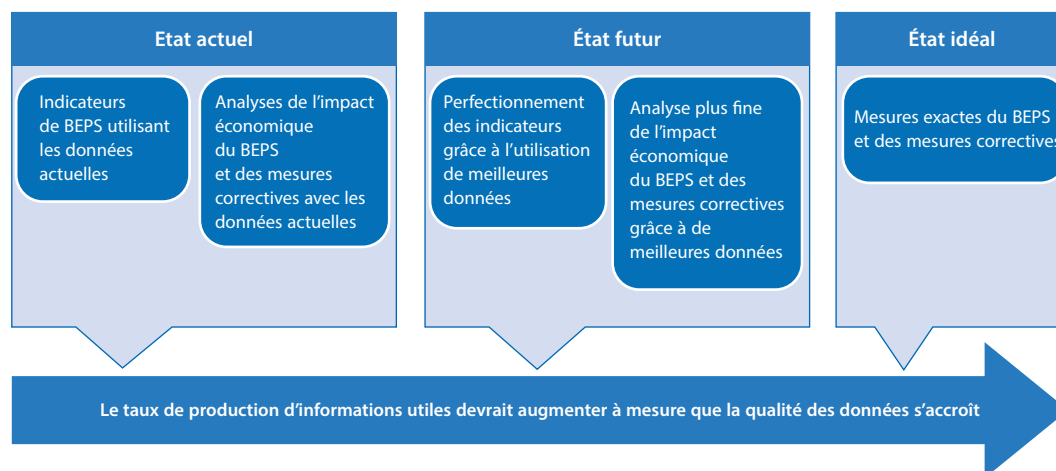 Etat actuel
Indicateurs
de BEPS utilisant
les données
actuelles
Analyses de l'impact
économique
du BEPS
et des mesures
correctives avec les
données actuelles
État futur
Perfectionnement
des indicateurs
grâce à l'utilisation
de meilleures
données
Analyse plus fine
de l'impact
économique
du BEPS et des
mesures correctives
grâce à de
meilleures données
État idéal
Mesures exactes du BEPS
et des mesures correctives
Le taux de production d'informations utiles devrait augmenter à mesure que la qualité des données s'accroît